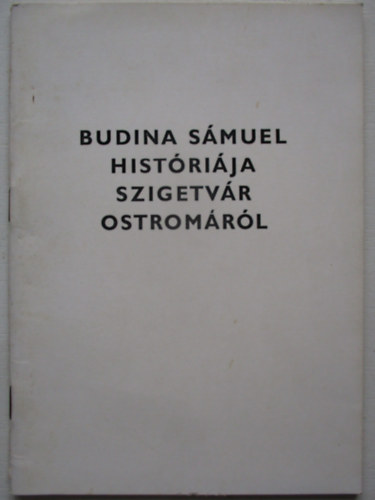 BUDINA SÁMUEL
HISTÓRIÁJA
SZIGETVÁR
OSTROMÁRÓL